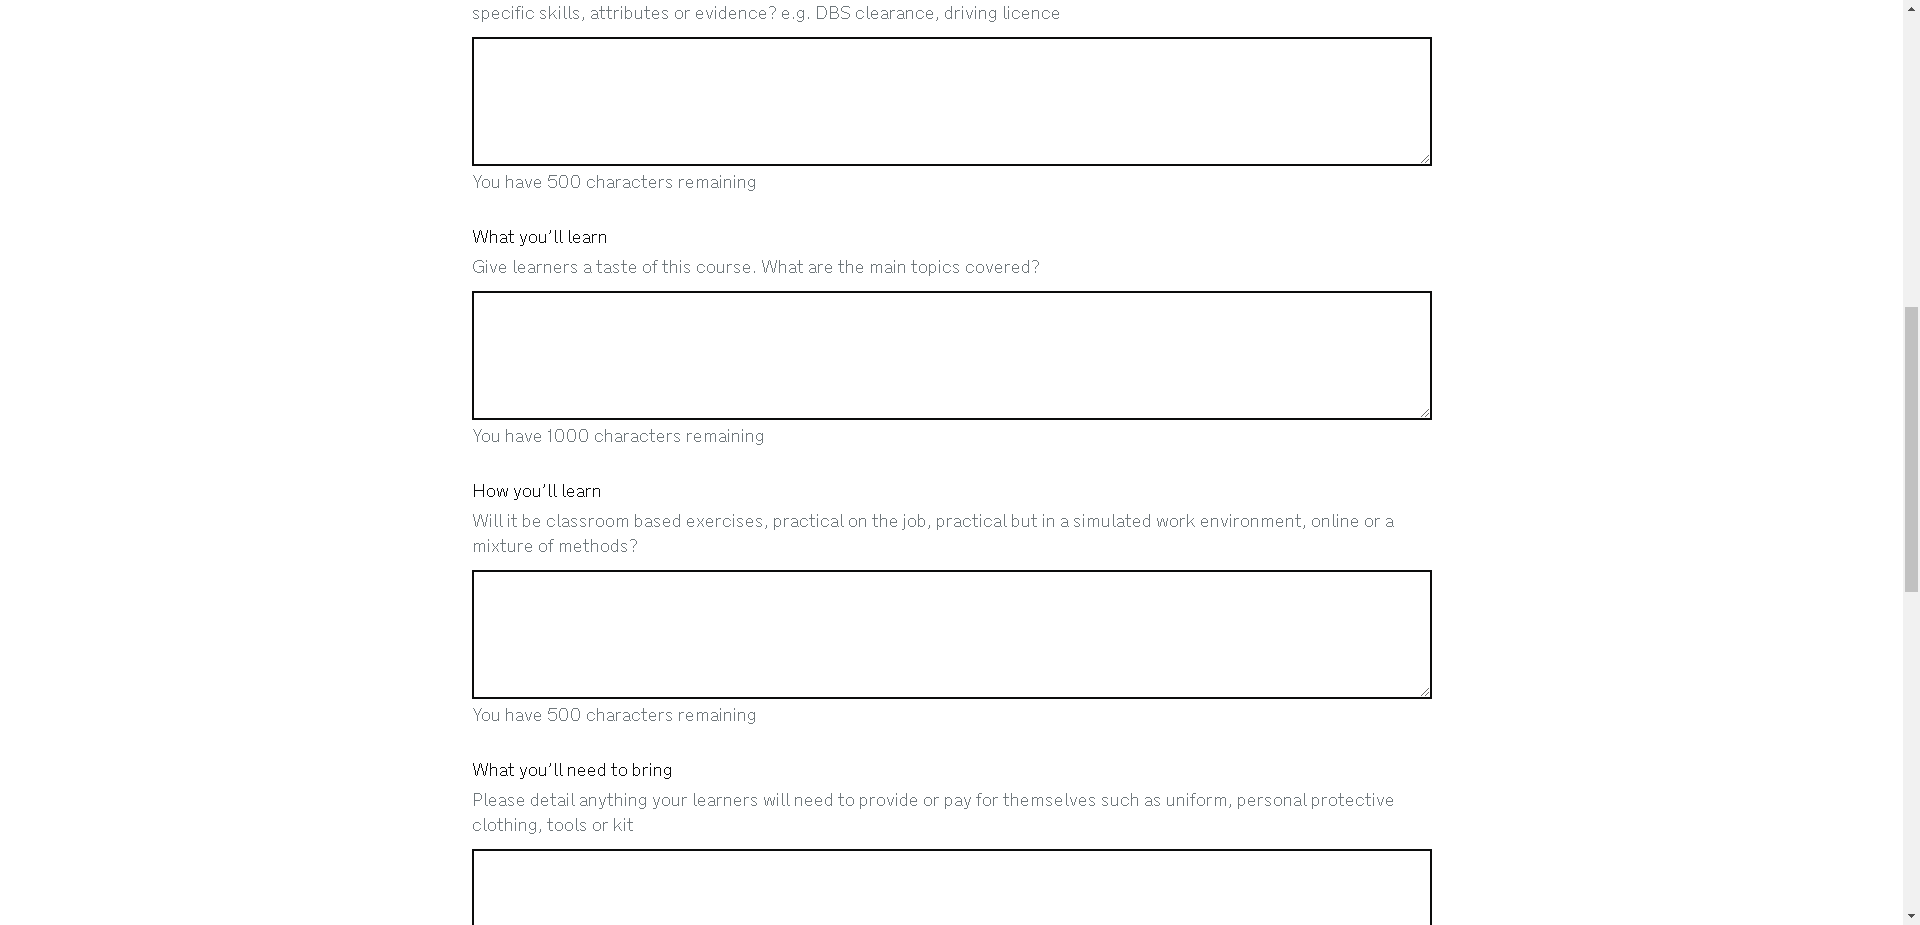 specific skills, attributes or evidence? e.g. DBS clearance, driving licence
You have 500 characters remaining
What you’ll learn
Give learners a taste of this course. What are the main topics covered?
You have 1000 characters remaining
How you’ll learn
Will it be classroom based exercises, practical on the job, practical but in a simulated work environment, online or a
mixture of methods?
You have 500 characters remaining
What you’ll need to bring
Please detail anything your learners will need to provide or pay for themselves such as uniform, personal protective
clothing, tools or kit